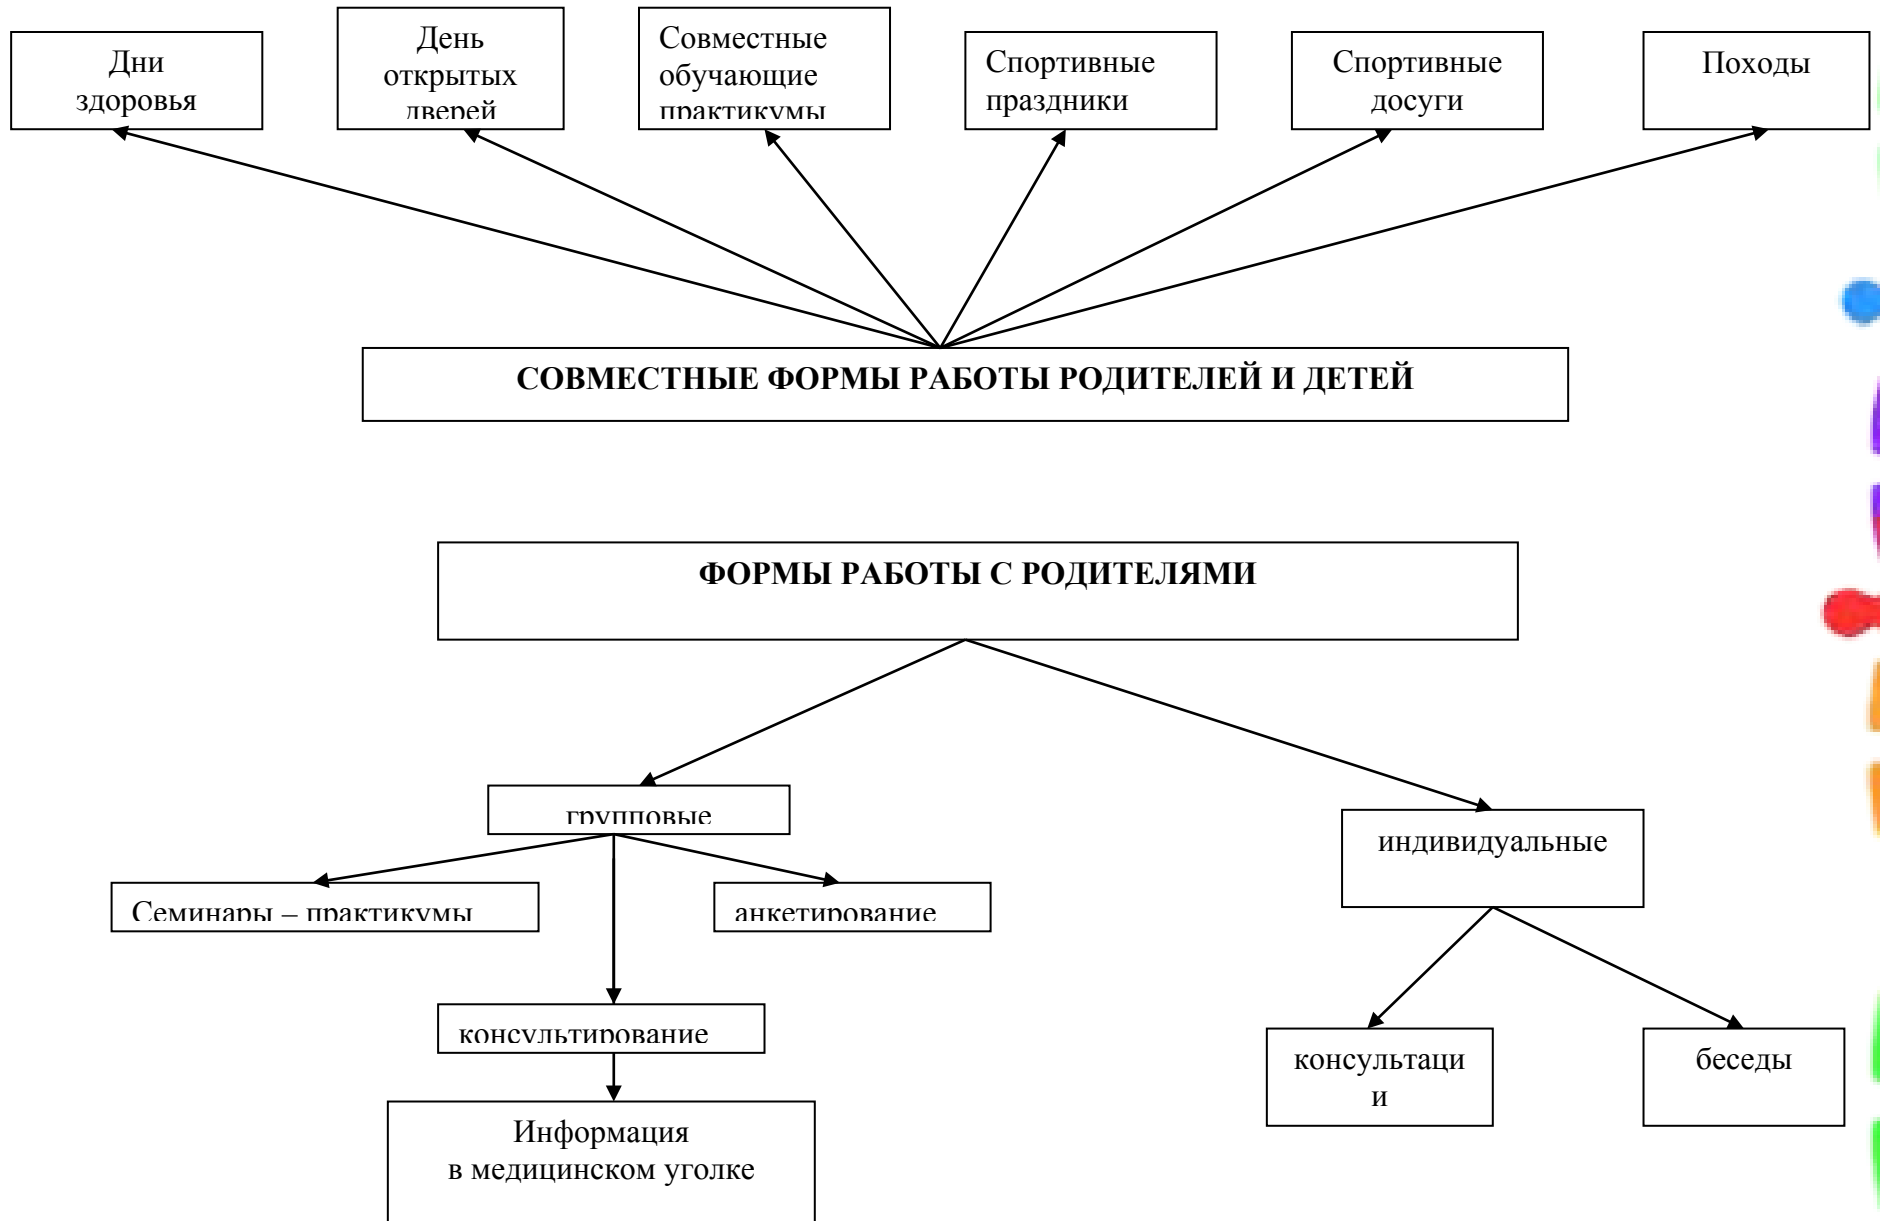 Дни
здоровья
День
открытых
дверей
Совместные
обучающие
практикумы
Спортивные
праздники
Спортивные
досуги
Походы
СОВМЕСТНЫЕ ФОРМЫ РАБОТЫ РОДИТЕЛЕЙ И ДЕТЕЙ
ФОРМЫ РАБОТЫ С РОДИТЕЛЯМИ
групповые
индивидуальные
Семинары – практикумы
анкетирование
консультирование
консультаци
и
беседы
Информация
в медицинском уголке